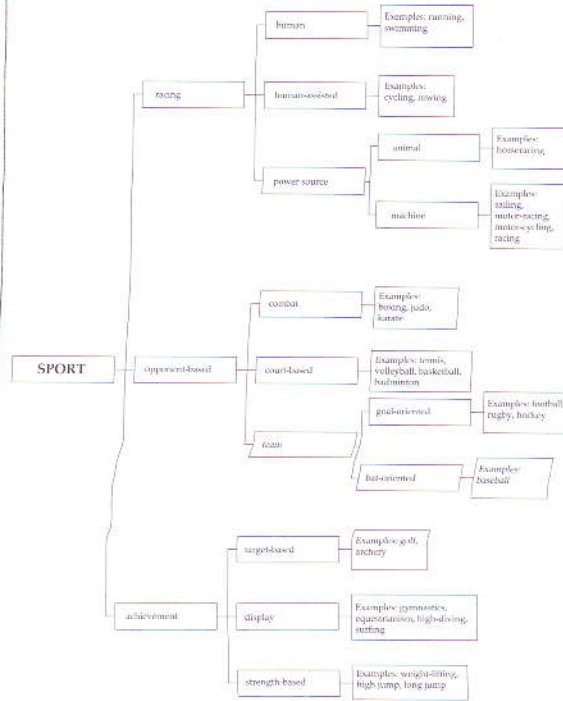 human
Exemples: running,
swimming
racing
human-assisted
Examples:
cycling, rowing
power source
animal
Examples:
horseracing
machine
Examples:
sailing,
motor-racing,
motor-cycling,
racing
SPORT
opponent-based
combat
Examples:
boxing, judo,
karate
court-based
Examples: tennis,
volleyball, basketball,
badminton
team
goal-oriented
Examples: football,
rugby, hockey
bat-oriented
Examples:
baseball
achievement
target-based
Examples: golf,
archery
display
Examples: gymnastics,
equestrianism, high-diving,
surfing
strength-based
Examples: weight-lifting,
high jump, long jump